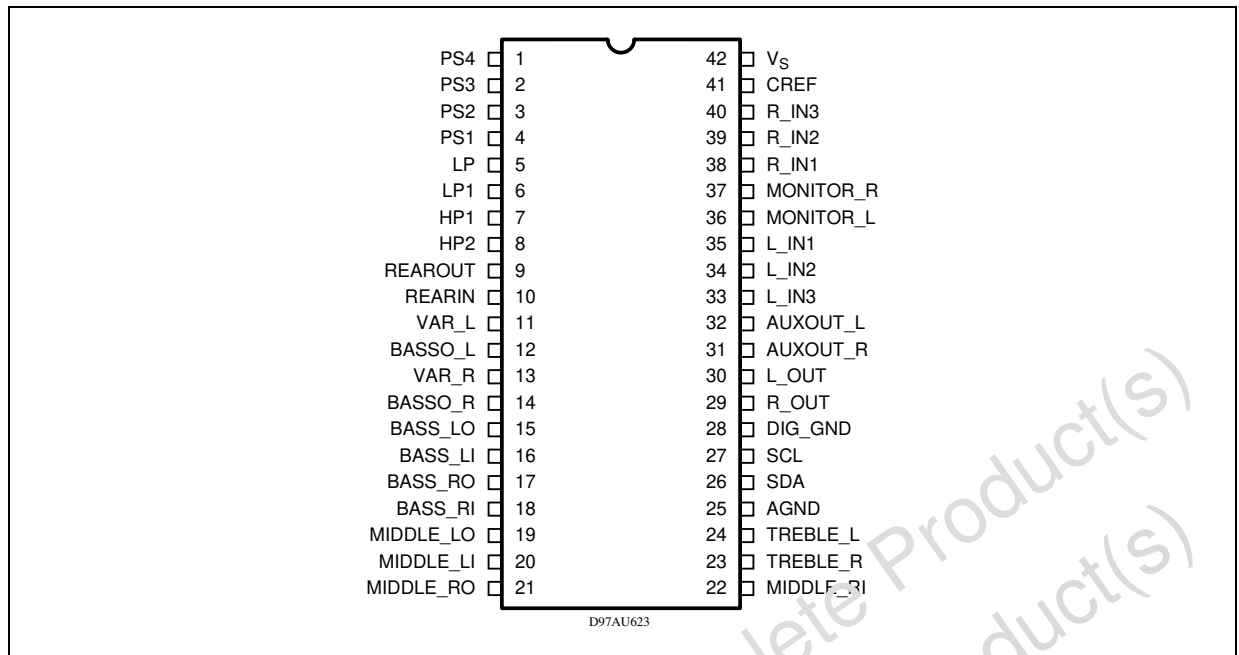 PS4 1 42 VS
PS3 2 41 CREF
PS2 3 40 R_IN3
PS1 4 39 R_IN2
LP 5 38 R_IN1
LP1 6 37 MONITOR_R
HP1 7 36 MONITOR_L
HP2 8 35 L_IN1
REAROUT 9 34 L_IN2
REARIN 10 33 L_IN3
VAR_L 11 32 AUXOUT_L
BASSO_L 12 31 AUXOUT_R
VAR_R 13 30 L_OUT
BASSO_R 14 29 R_OUT
BASS_LO 15 28 DIG_GND
BASS_LI 16 27 SCL
BASS_RO 17 26 SDA
BASS_RI 18 25 AGND
MIDDLE_LO 19 24 TREBLE_L
MIDDLE_LI 20 23 TREBLE_R
MIDDLE_RO 21 22 MIDDLE_RI
D97AU623
lete Product(s)
duct(s)